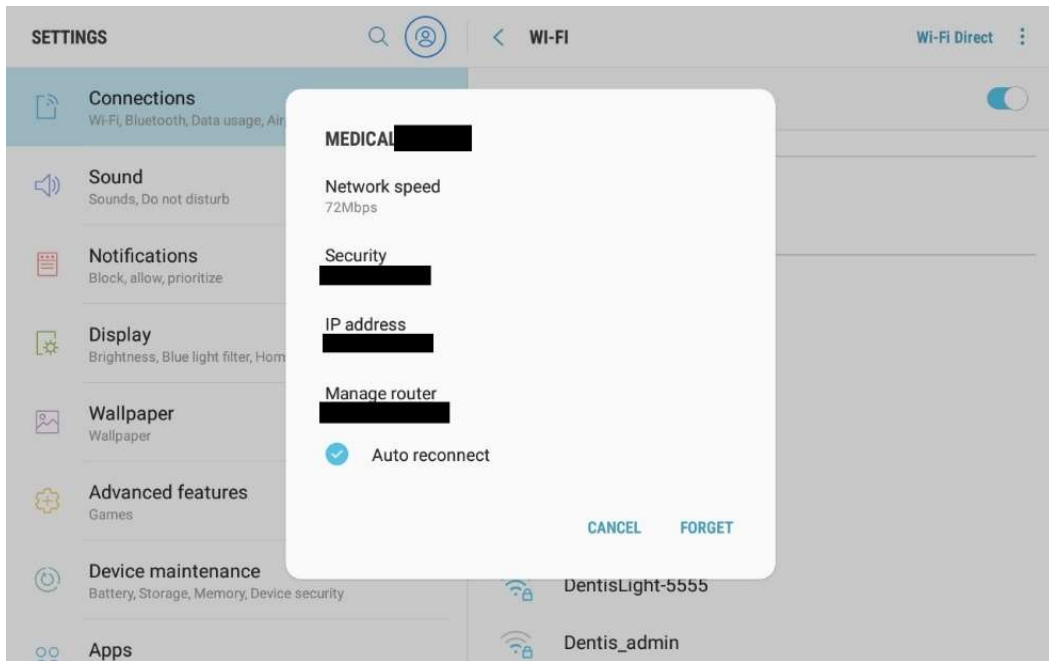 SETTINGS
WI-FI
Wi-Fi Direct
Connections
Wi-Fi, Bluetooth, Data usage, Air
Sound
Sounds, Do not disturb
Notifications
Block, allow, prioritize
Display
Brightness, Blue light filter, Hom
Wallpaper
Wallpaper
Advanced features
Games
Device maintenance
Battery, Storage, Memory, Device security
Apps
MEDICAL
Network speed
72Mbps
Security
IP address
Manage router
Auto reconnect
CANCEL FORGET
DentisLight-5555
Dentis_admin